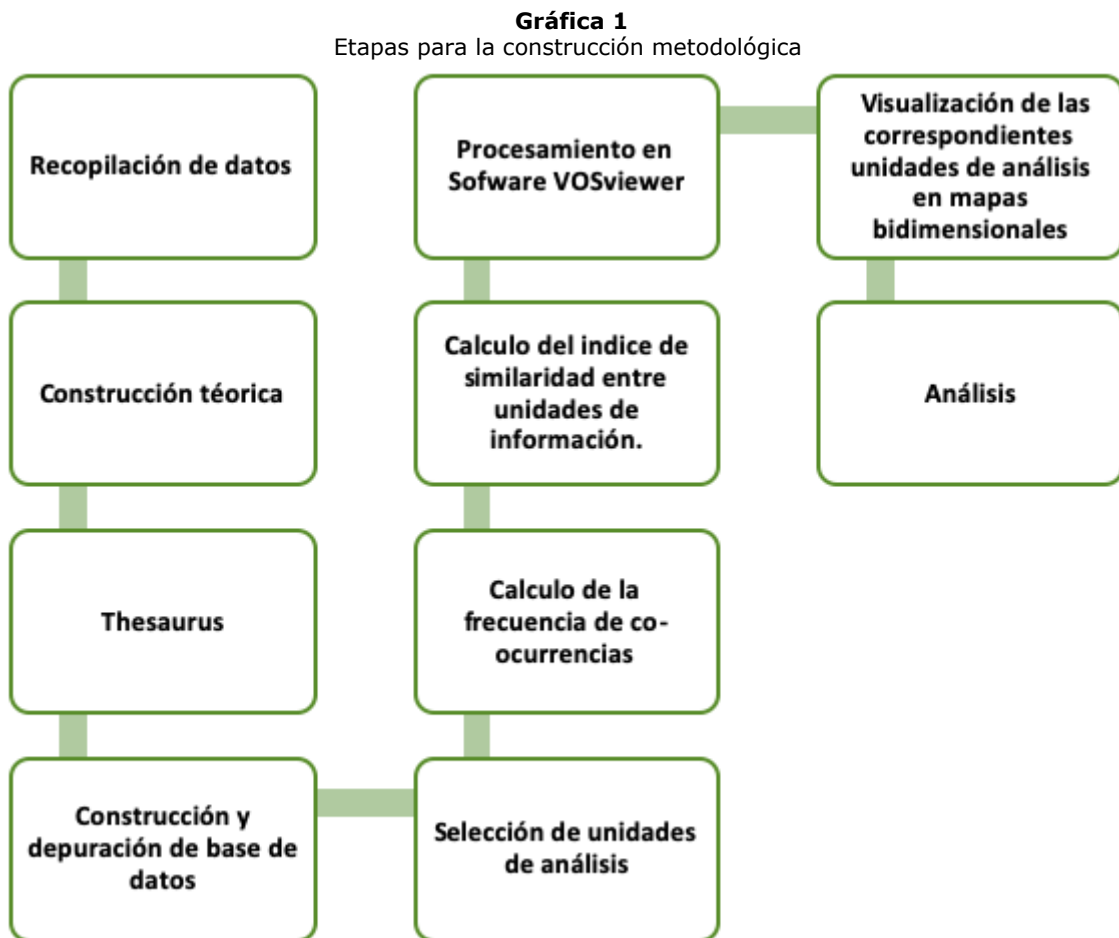 Gráfica 1
Etapas para la construcción metodológica
Recopilación de datos
Construcción téorica
Thesaurus
Construcción y
depuración de base de
datos
Selección de unidades
de análisis
Calculo de la
frecuencia de co-
ocurrencias
Calculo del indice de
similaridad entre
unidades de
información.
Procesamiento en
Sofware VOSviewer
Visualización de las
correspondientes
unidades de análisis
en mapas
bidimensionales
Análisis